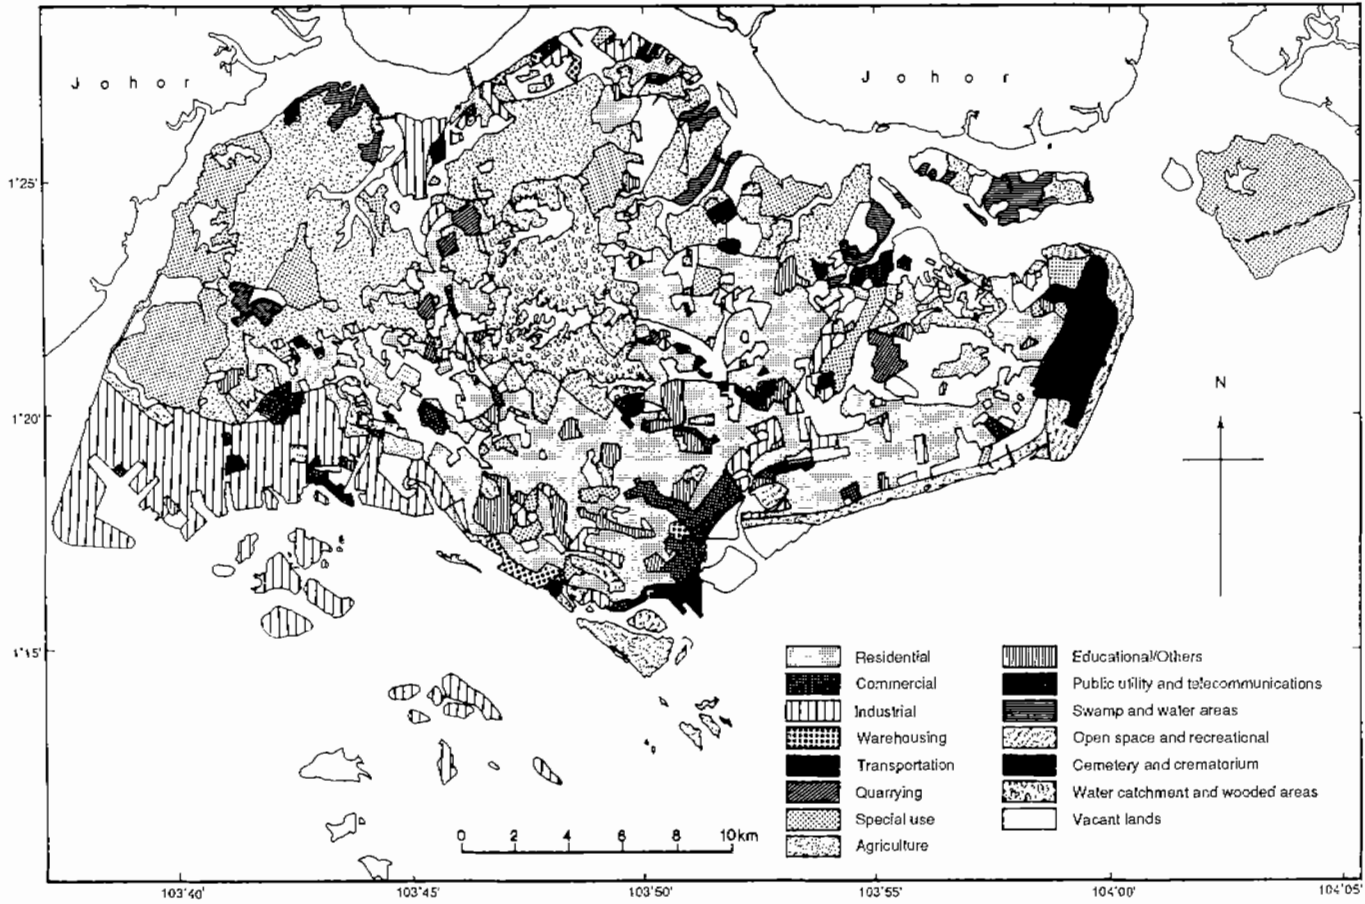 Johor
Johor
1°25'
1°20'
1°15'
N
Residential
Commercial
Industrial
Warehousing
Transportation
Quarrying
Special use
Agriculture
Educational/Others
Public utility and telecommunications
Swamp and water areas
Open space and recreational
Cemetery and crematorium
Water catchment and wooded areas
Vacant lands
0 2 4 6 8 10km
103°40' 103°45' 103°50' 103°55' 104°00' 104°05'